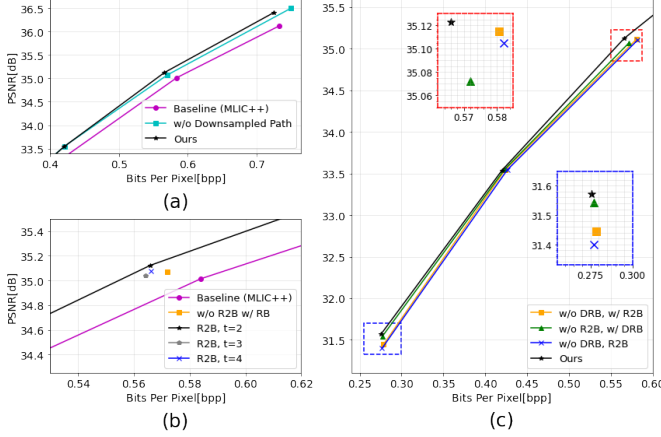 36.5
36.0
35.5
35.0
34.5
34.0
33.5
PSNR[dB]
Baseline (MLIC++)
w/o Downsampled Path
Ours
0.4
0.5
0.6
0.7
Bits Per Pixel[bpp]
(a)
35.4
35.2
35.0
34.8
34.6
34.4
PSNR[dB]
Baseline (MLIC++)
w/o R2B w/ RB
R2B, t=2
R2B, t=3
R2B, t=4
0.54
0.56
0.58
0.60
0.62
Bits Per Pixel[bpp]
(b)
35.0
34.5
34.0
33.5
33.0
32.5
32.0
31.5
35.12
35.10
35.08
35.06
0.57
0.58
31.6
31.5
31.4
0.275
0.300
w/o DRB, w/ R2B
w/o R2B, w/ DRB
w/o DRB, R2B
Ours
0.25
0.30
0.35
0.40
0.45
0.50
0.55
0.60
Bits Per Pixel[bpp]
(c)